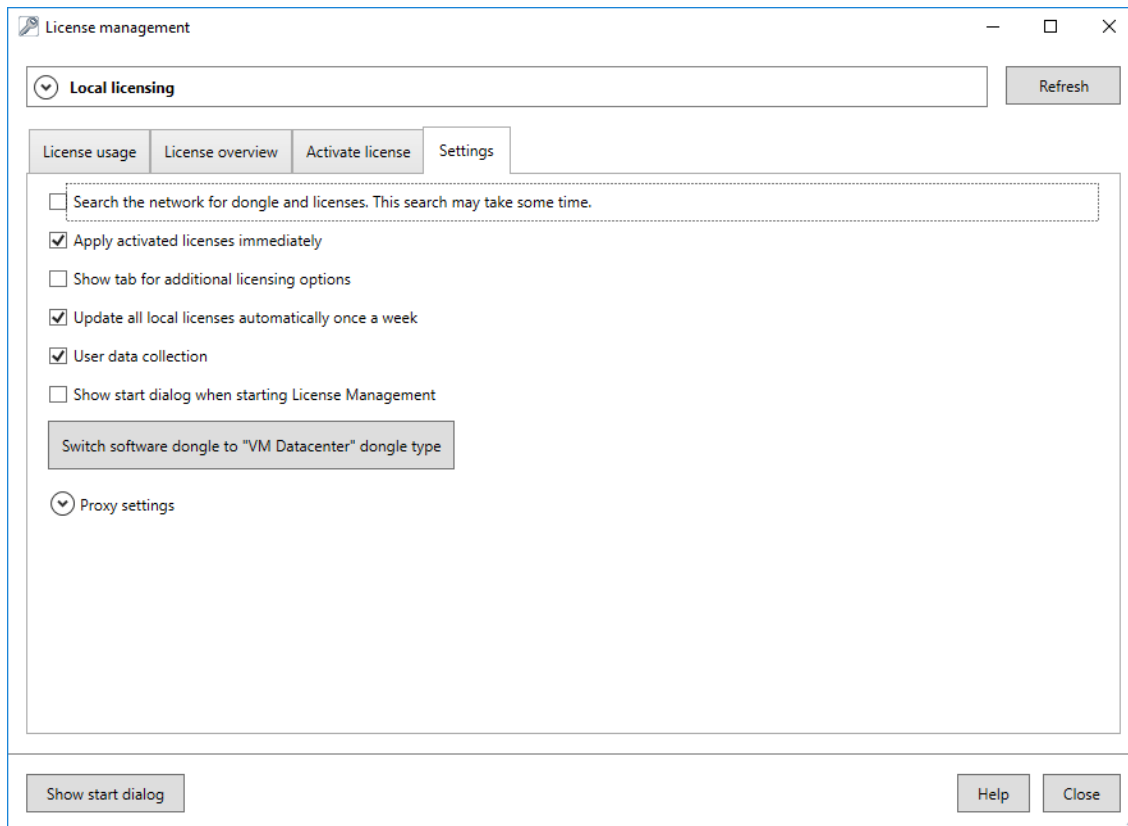 License management
Local licensing
Refresh
License usage
License overview
Activate license
Settings
Search the network for dongle and licenses. This search may take some time.
Apply activated licenses immediately
Show tab for additional licensing options
Update all local licenses automatically once a week
User data collection
Show start dialog when starting License Management
Switch software dongle to "VM Datacenter" dongle type
Proxy settings
Show start dialog
Help
Close